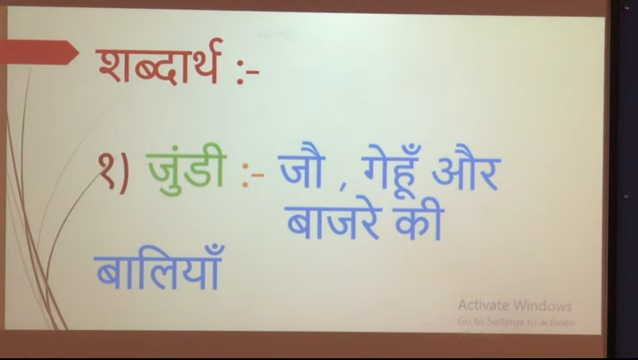 शब्दार्थ :-
१) जुंडी :- जौ , गेहूँ और
बाजरे की
बालियाँ
Activate Windows
Go to Settings to activate